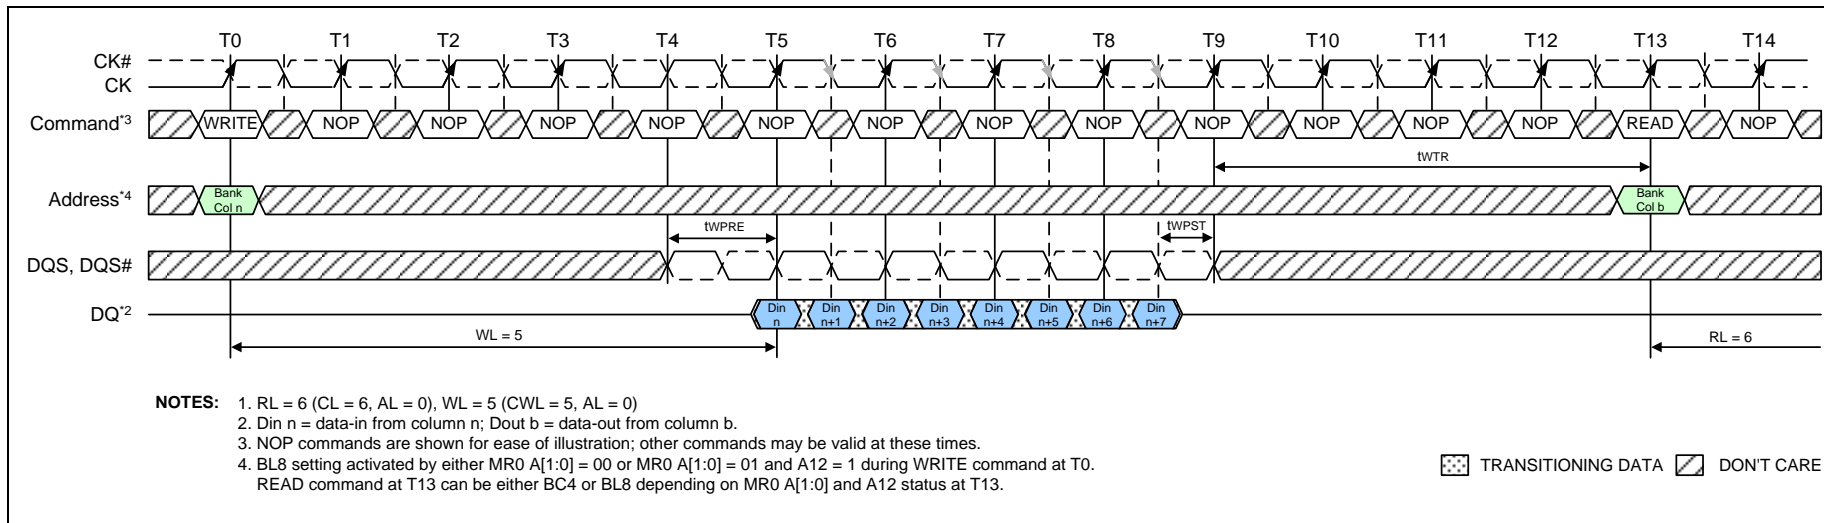 T0 T1 T2 T3 T4 T5 T6 T7 T8 T9 T10 T11 T12 T13 T14
CK#
CK
Command*3 WRITE NOP NOP NOP NOP NOP NOP NOP NOP NOP NOP NOP NOP READ NOP
tWTR
Address*4
Bank
Col n
Bank
Col b
tWPRE tWPST
DQS, DQS#
DQ*2
Din n
Din n+1
Din n+2
Din n+3
Din n+4
Din n+5
Din n+6
Din n+7
WL = 5 RL = 6
NOTES: 1. RL = 6 (CL = 6, AL = 0), WL = 5 (CWL = 5, AL = 0)
2. Din n = data-in from column n; Dout b = data-out from column b.
3. NOP commands are shown for ease of illustration; other commands may be valid at these times.
4. BL8 setting activated by either MR0 A[1:0] = 00 or MR0 A[1:0] = 01 and A12 = 1 during WRITE command at T0.
READ command at T13 can be either BC4 or BL8 depending on MR0 A[1:0] and A12 status at T13.
TRANSITIONING DATA DON'T CARE